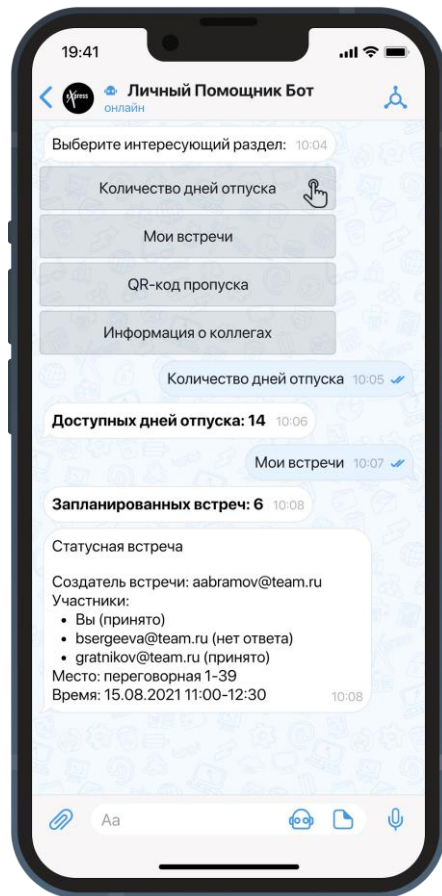 19:41
eXpress
Личный Помощник Бот
онлайн
Выберите интересующий раздел: 10:04
Количество дней отпуска
Мои встречи
QR-код пропуска
Информация о коллегах
Количество дней отпуска 10:05
Доступных дней отпуска: 14 10:06
Мои встречи 10:07
Запланированных встреч: 6 10:08
Статусная встреча
Создатель встречи: aabramov@team.ru
Участники:
• Вы (принято)
• bsergeeva@team.ru (нет ответа)
• gratnikov@team.ru (принято)
Место: переговорная 1-39
Время: 15.08.2021 11:00-12:30 10:08
Aa